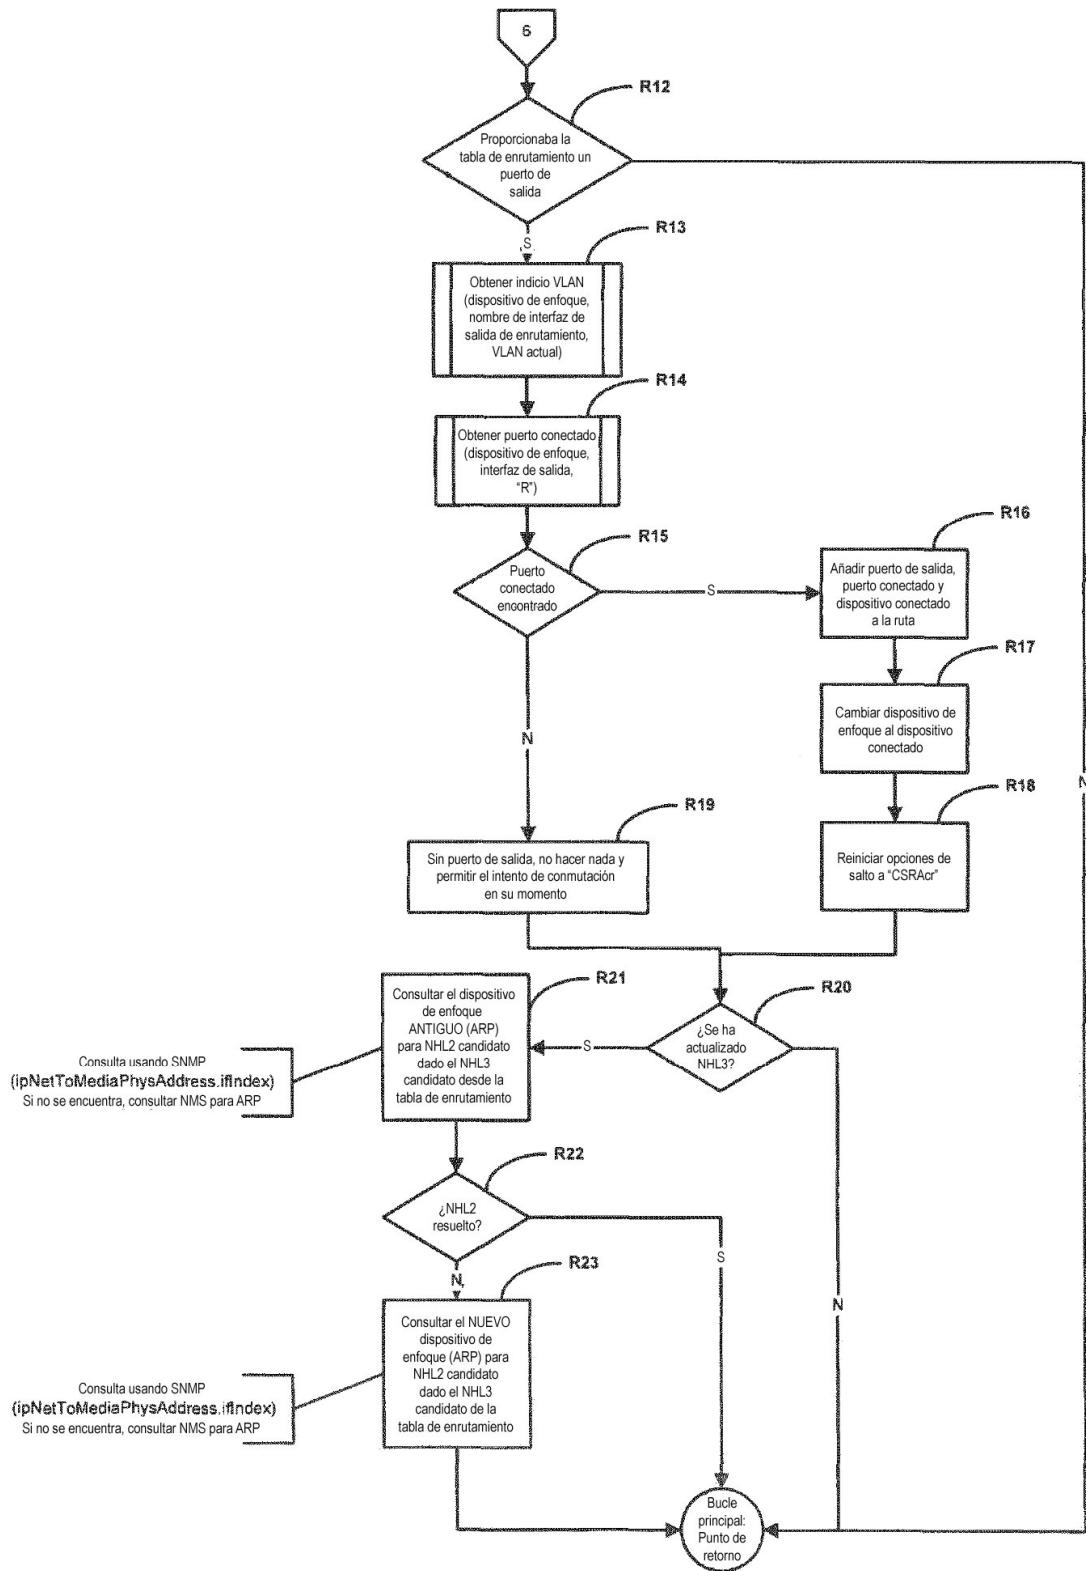 6
R12
Proporcionaba la
tabla de enrutamiento un
puerto de
salida
S
R13
Obtener indicio VLAN
(dispositivo de enfoque,
nombre de interfaz de
salida de enrutamiento,
VLAN actual)
R14
Obtener puerto conectado
(dispositivo de enfoque,
interfaz de salida,
"R")
R15
Puerto
conectado
encontrado
S
R16
Añadir puerto de salida,
puerto conectado y
dispositivo conectado
a la ruta
R17
Cambiar dispositivo de
enfoque al dispositivo
conectado
N
N
R18
Reiniciar opciones de
salto a "CSRAcr"
R19
Sin puerto de salida, no hacer nada y
permitir el intento de conmutación
en su momento
R20
¿Se ha
actualizado
NHL3?
S
N
R21
Consultar el dispositivo
de enfoque
ANTIGUO (ARP)
para NHL2 candidato
dado el NHL3
candidato desde la
tabla de enrutamiento
Consulta usando SNMP
(ipNetToMediaPhysAddress.ifIndex)
Si no se encuentra, consultar NMS para ARP
R22
¿NHL2
resuelto?
S
N
R23
Consultar el NUEVO
dispositivo de
enfoque (ARP) para
NHL2 candidato
dado el NHL3
candidato de la
tabla de enrutamiento
Consulta usando SNMP
(ipNetToMediaPhysAddress.ifIndex)
Si no se encuentra, consultar NMS para ARP
Bucle
principal:
Punto de
retorno